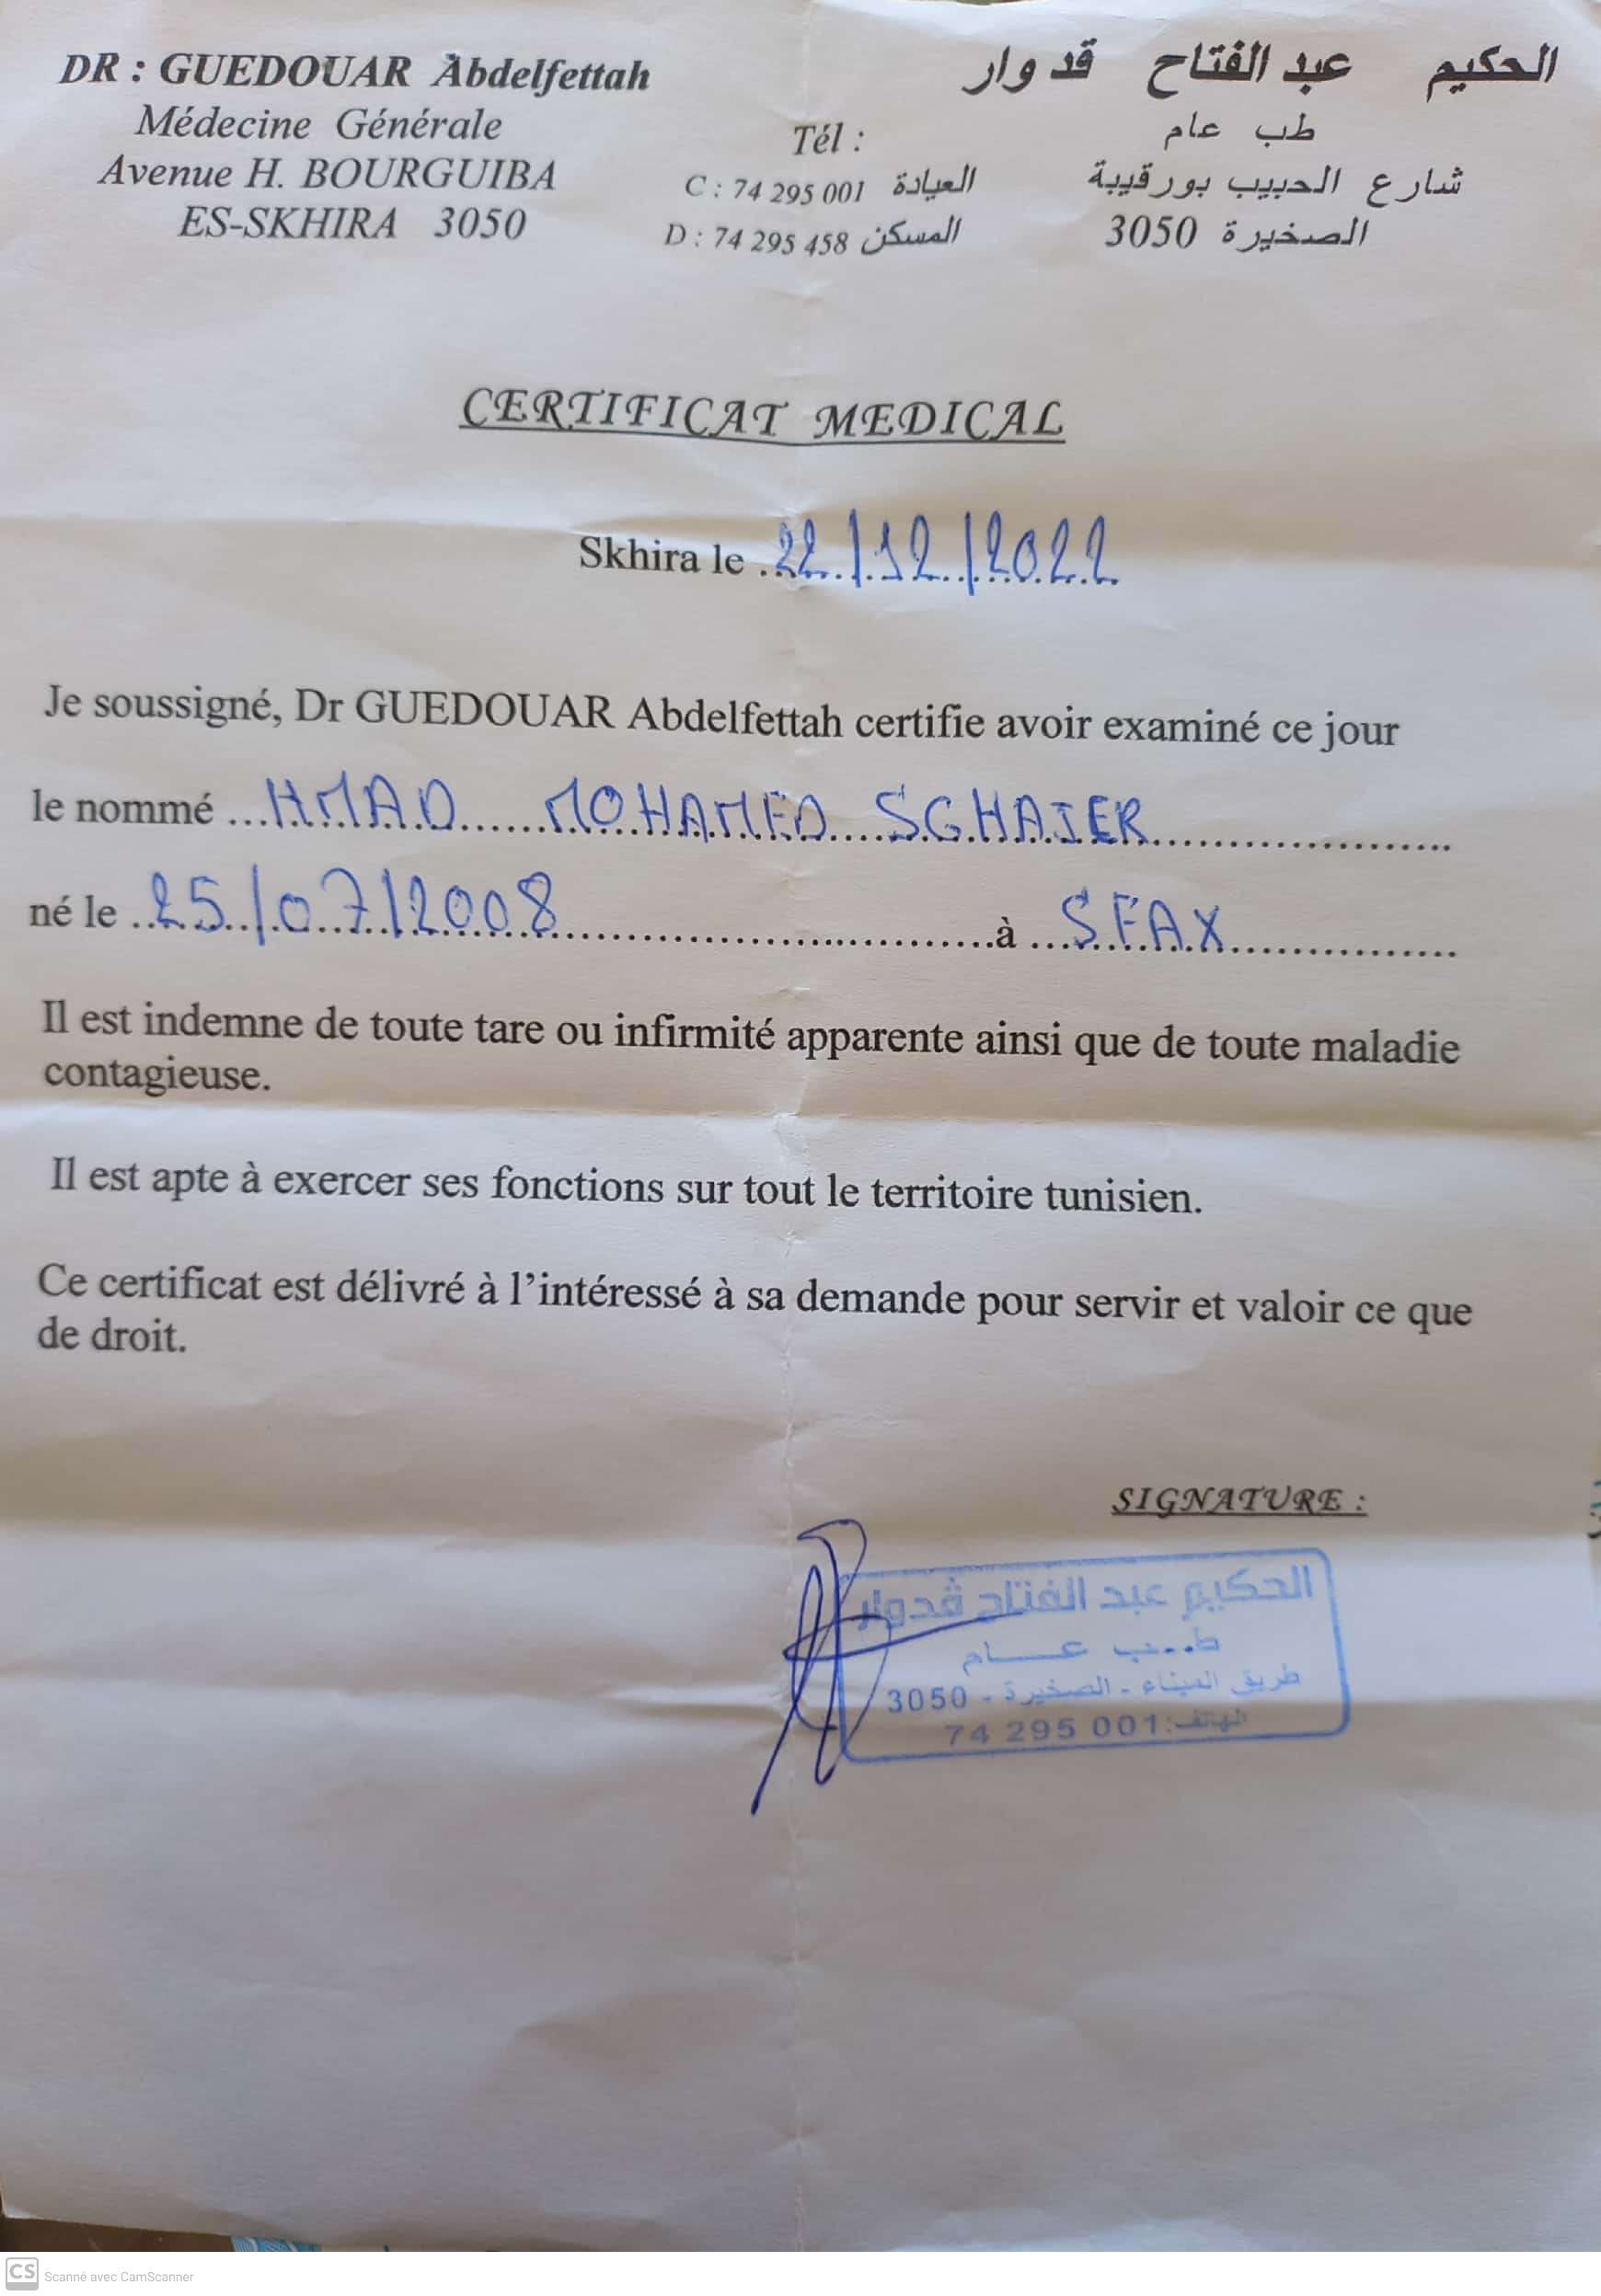 DR : GUEDOUAR Abdelfettah
Médecine Générale
Avenue H. BOURGUIBA
ES-SKHIRA 3050
Tél :
C : 74 295 001 العيادة
D : 74 295 458 المسكن
الحكيم عبد الفتاح قدوار
طب عام
شارع الحبيب بورقيبة
الصخيرة 3050
CERTIFICAT MEDICAL
Skhira le 22/12/2022
Je soussigné, Dr GUEDOUAR Abdelfettah certifie avoir examiné ce jour
le nommé ...HMAD......MOHAMED....SGHAIER...
né le ..25/07/2008...à ...SFAX...
Il est indemne de toute tare ou infirmité apparente ainsi que de toute maladie
contagieuse.
Il est apte à exercer ses fonctions sur tout le territoire tunisien.
Ce certificat est délivré à l'intéressé à sa demande pour servir et valoir ce que
de droit.
SIGNATURE :
الحكيم عبد الفتاح ڤدوار
طب عام
طريق الميناء - الصخيرة - 3050
الهاتف: 74 295 001
CS Scanné avec CamScanner